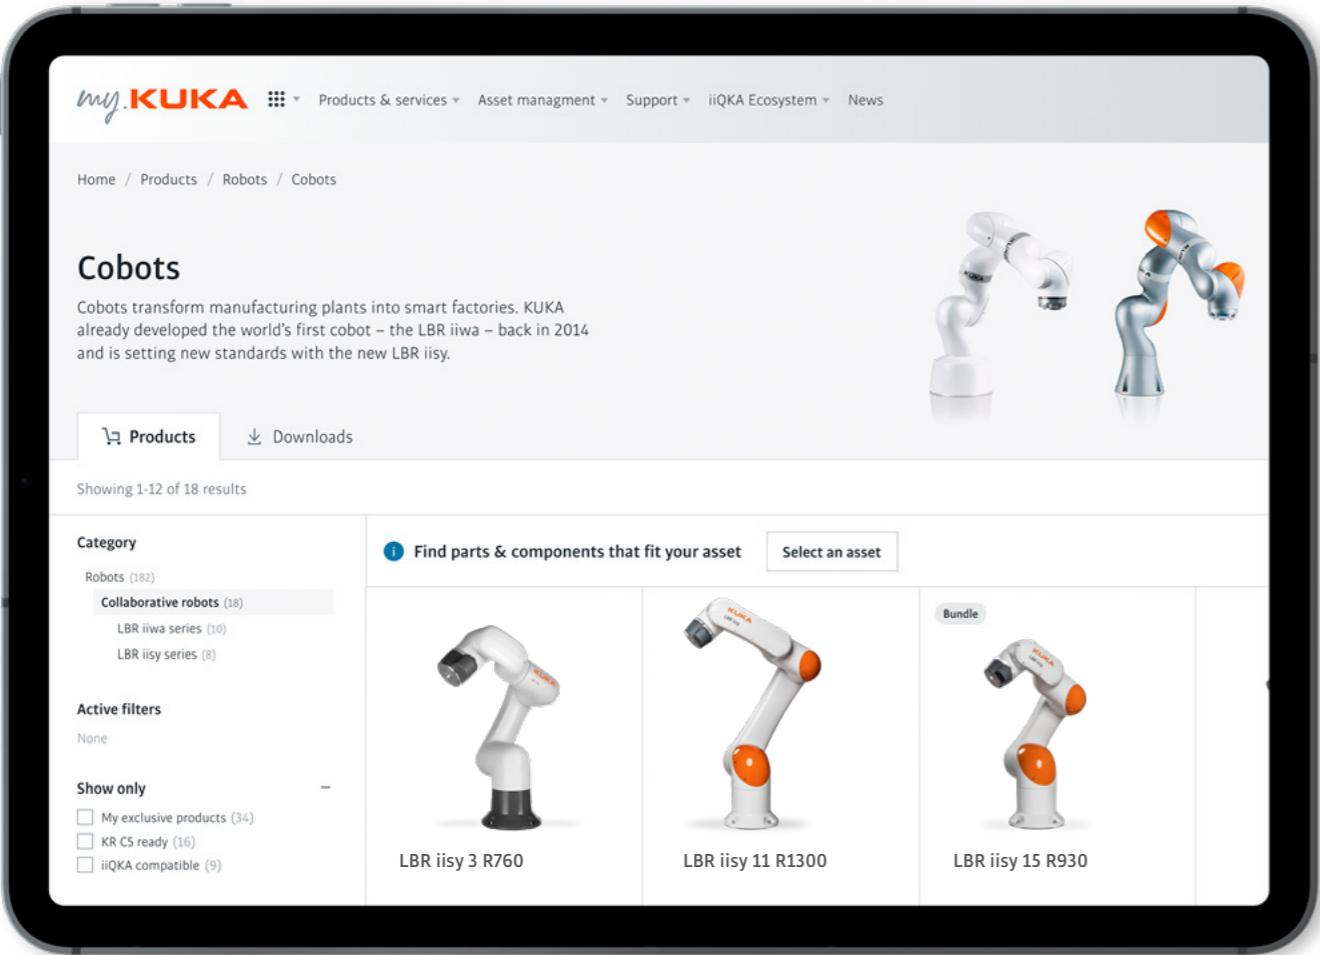 my.KUKA
Products & services
Asset managment
Support
iiQKA Ecosystem
News
Home / Products / Robots / Cobots
Cobots
Cobots transform manufacturing plants into smart factories. KUKA
already developed the world's first cobot – the LBR iiwa – back in 2014
and is setting new standards with the new LBR iisy.
Products
Downloads
Showing 1-12 of 18 results
Category
Robots (182)
Collaborative robots (18)
LBR iiwa series (10)
LBR iisy series (8)
Active filters
None
Show only
My exclusive products (34)
KR C5 ready (16)
iiQKA compatible (9)
Find parts & components that fit your asset
Select an asset
Bundle
KUKA
KUKA
LBR iisy
KUKA
LBR iisy 3 R760
LBR iisy 11 R1300
LBR iisy 15 R930